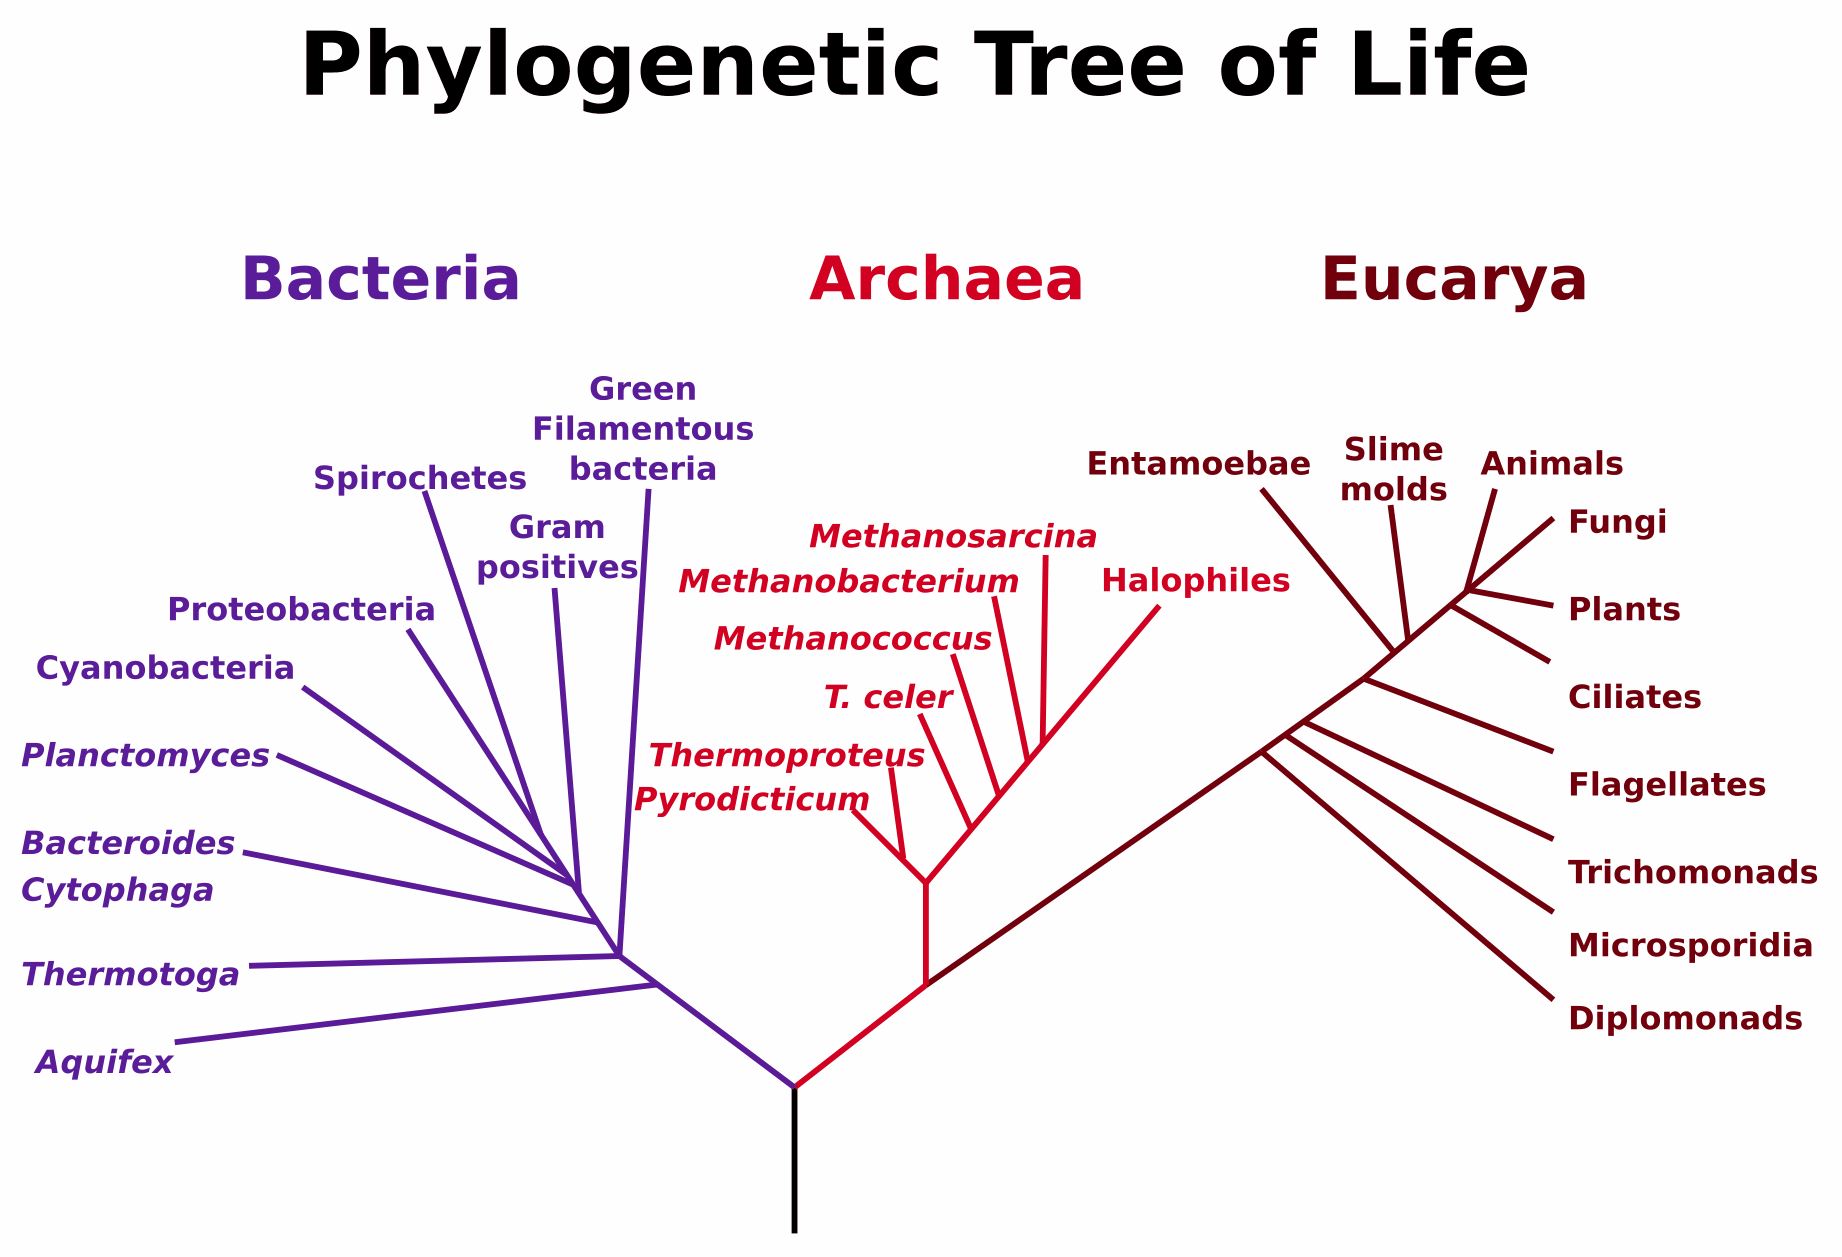 Phylogenetic Tree of Life
Bacteria
Archaea
Eucarya
Green
Filamentous
bacteria
Spirochetes
Gram
positives
Proteobacteria
Cyanobacteria
Planctomyces
Bacteroides
Cytophaga
Thermotoga
Aquifex
Methanosarcina
Methanobacterium
Halophiles
Methanococcus
T. celer
Thermoproteus
Pyrodicticum
Entamoebae
Slime
molds
Animals
Fungi
Plants
Ciliates
Flagellates
Trichomonads
Microsporidia
Diplomonads